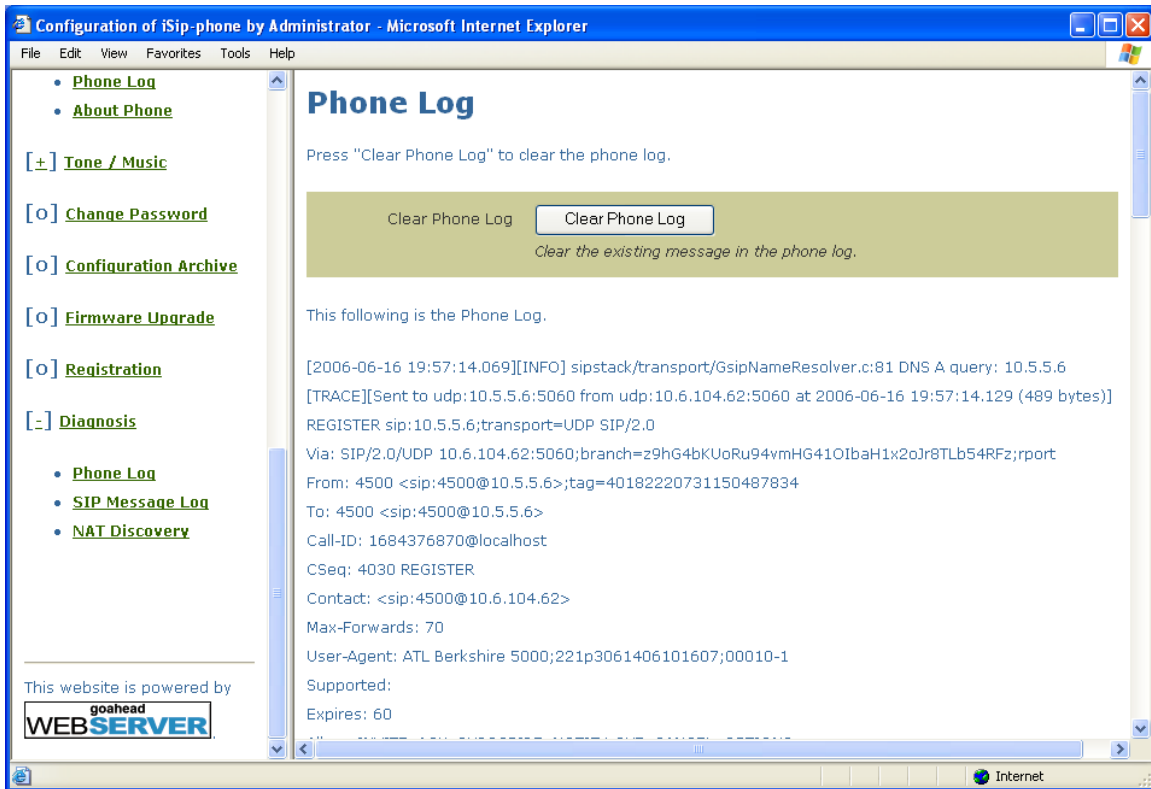 Configuration of iSip-phone by Administrator - Microsoft Internet Explorer
File Edit View Favorites Tools Help
Phone Log
About Phone
[+] Tone / Music
[o] Change Password
[o] Configuration Archive
[o] Firmware Upgrade
[o] Registration
[-] Diagnosis
Phone Log
SIP Message Log
NAT Discovery
This website is powered by
goahead
WEBSERVER
Phone Log
Press "Clear Phone Log" to clear the phone log.
Clear Phone Log Clear Phone Log
Clear the existing message in the phone log.
This following is the Phone Log.
[2006-06-16 19:57:14.069][INFO] sipstack/transport/GsipNameResolver.c:81 DNS A query: 10.5.5.6
[TRACE][Sent to udp:10.5.5.6:5060 from udp:10.6.104.62:5060 at 2006-06-16 19:57:14.129 (489 bytes)]
REGISTER sip:10.5.5.6;transport=UDP SIP/2.0
Via: SIP/2.0/UDP 10.6.104.62:5060;branch=z9hG4bKUoRu94vmHG41OIbaH1x2oJr8TLb54RFz;rport
From: 4500 <sip:4500@10.5.5.6>;tag=40182220731150487834
To: 4500 <sip:4500@10.5.5.6>
Call-ID: 1684376870@localhost
CSeq: 4030 REGISTER
Contact: <sip:4500@10.6.104.62>
Max-Forwards: 70
User-Agent: ATL Berkshire 5000;221p3061406101607;00010-1
Supported:
Expires: 60
Internet